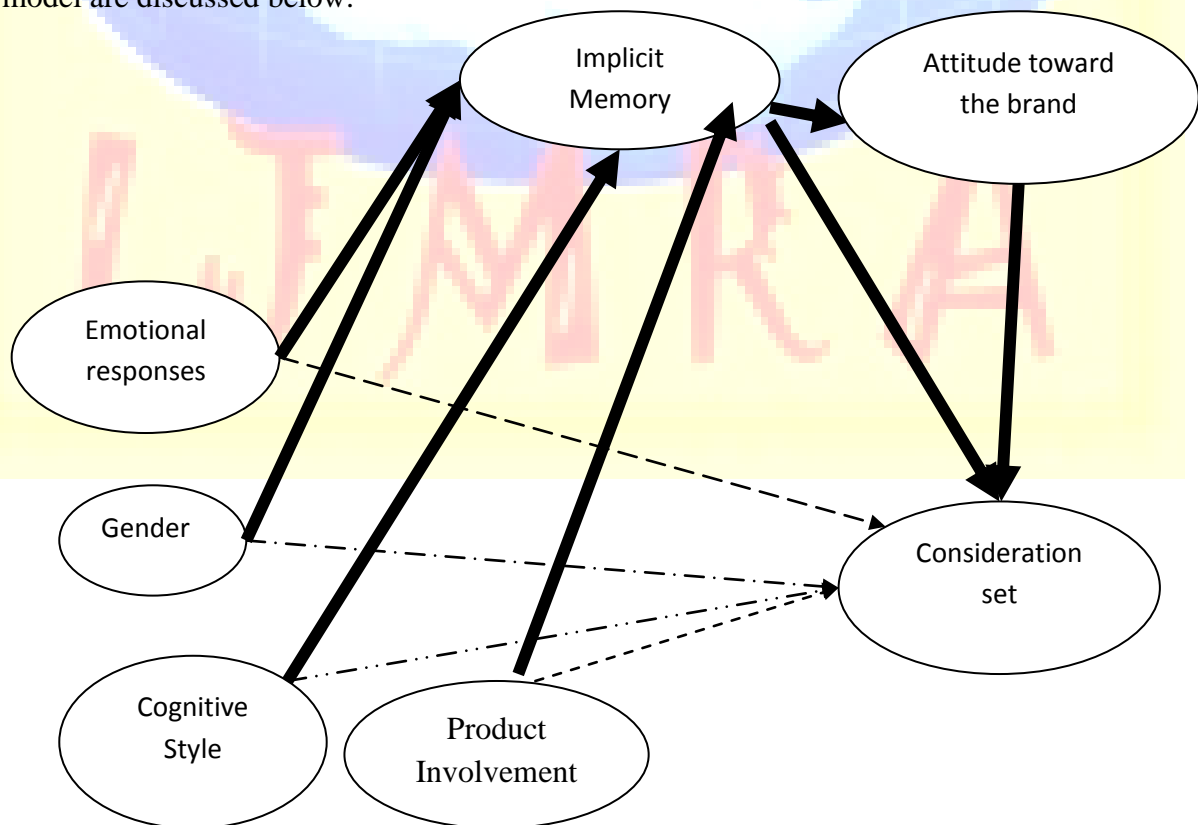 model are discussed below:
Implicit
Memory
Attitude toward
the brand
Emotional
responses
Gender
Consideration
set
Cognitive
Style
Product
Involvement
IJMRA